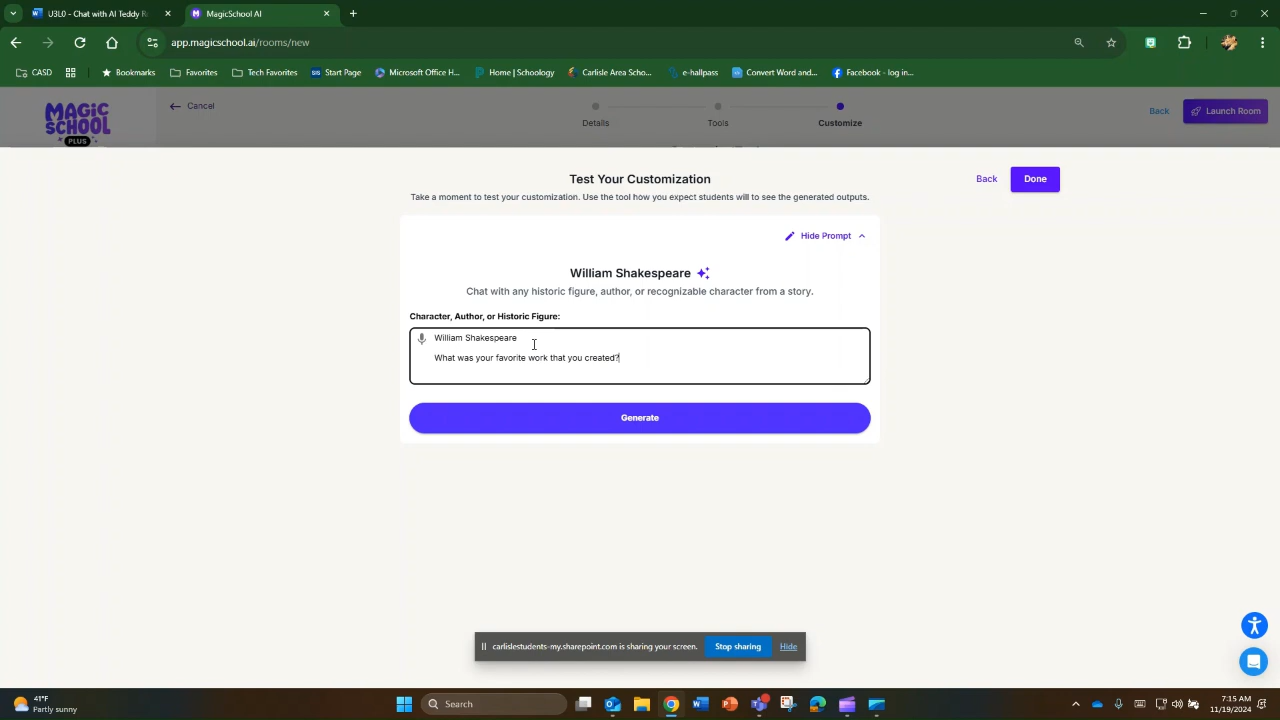 U3L0 - Chat with AI Teddy Ro
MagicSchool AI
app.magicschool.ai/rooms/new
CASD
Bookmarks
Favorites
Tech Favorites
Start Page
Microsoft Office H...
Home | Schoology
Carlisle Area Scho...
e-hallpass
Convert Word and...
Facebook - log in...
MAGIC
SCHOOL
PLUS
Cancel
Details
Tools
Customize
Back
Launch Room
Test Your Customization
Take a moment to test your customization. Use the tool how you expect students will to see the generated outputs.
Back
Done
Hide Prompt
William Shakespeare
Chat with any historic figure, author, or recognizable character from a story.
Character, Author, or Historic Figure:
William Shakespeare
What was your favorite work that you created?
Generate
carlislestudents-my.sharepoint.com is sharing your screen.
Stop sharing
Hide
41°F
Partly sunny
Search
7:15 AM
11/19/2024